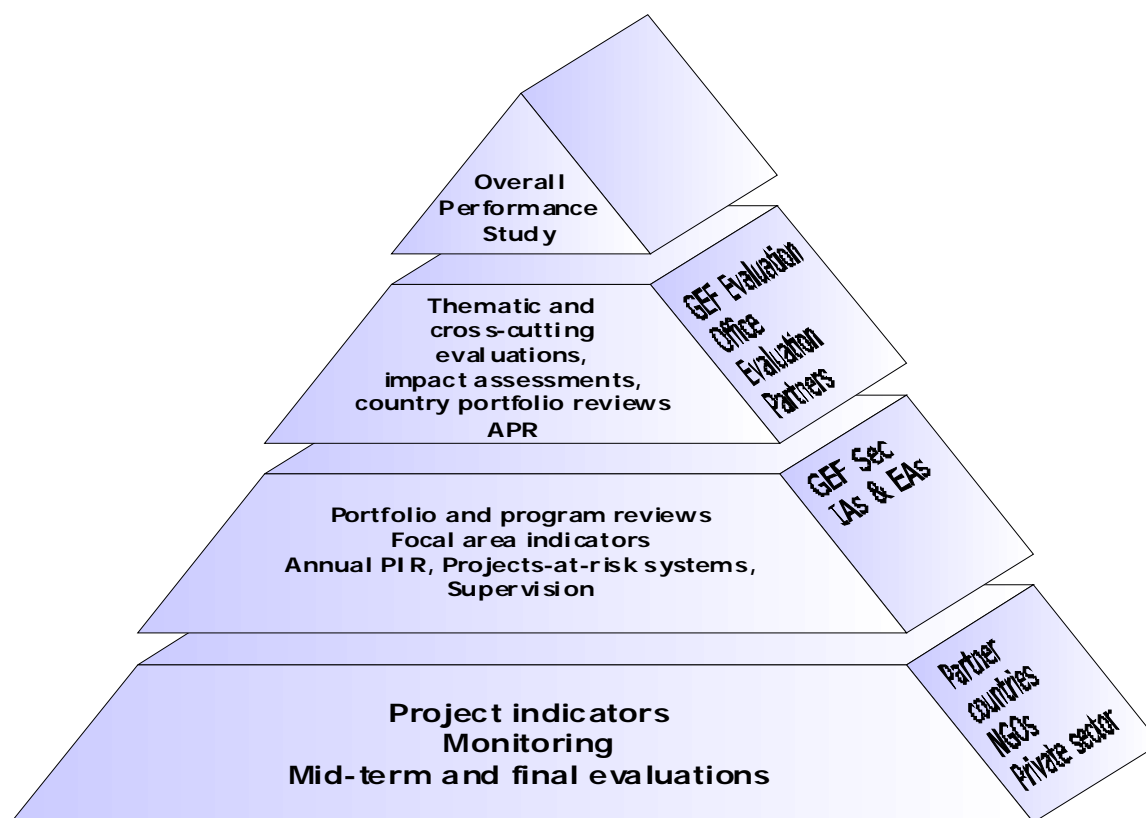 Overall
Performance
Study
Thematic and
cross-cutting
evaluations,
impact assessments,
country portfolio reviews
APR
GEF Evaluation
Office
Evaluation
Partners
Portfolio and program reviews
Focal area indicators
Annual PIR, Projects-at-risk systems,
Supervision
GEF Sec
IAs & EAs
Project indicators
Monitoring
Mid-term and final evaluations
Partner
countries
NGOs
Private sector